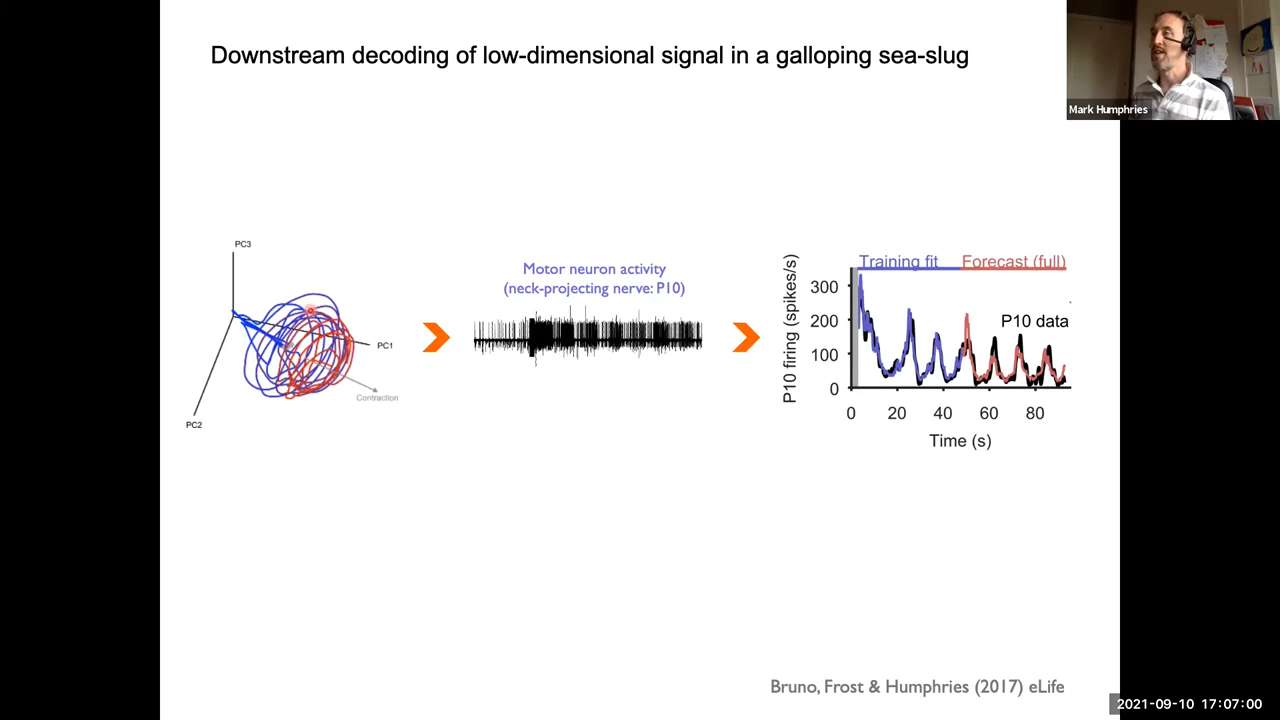 Downstream decoding of low-dimensional signal in a galloping sea-slug
Mark Humphries
PC3
PC1
Contraction
PC2
Motor neuron activity
(neck-projecting nerve: P10)
Training fit
Forecast (full)
P10 data
P10 firing (spikes/s)
300
200
100
0
0 20 40 60 80
Time (s)
Bruno, Frost & Humphries (2017) eLife
2021-09-10 17:07:00